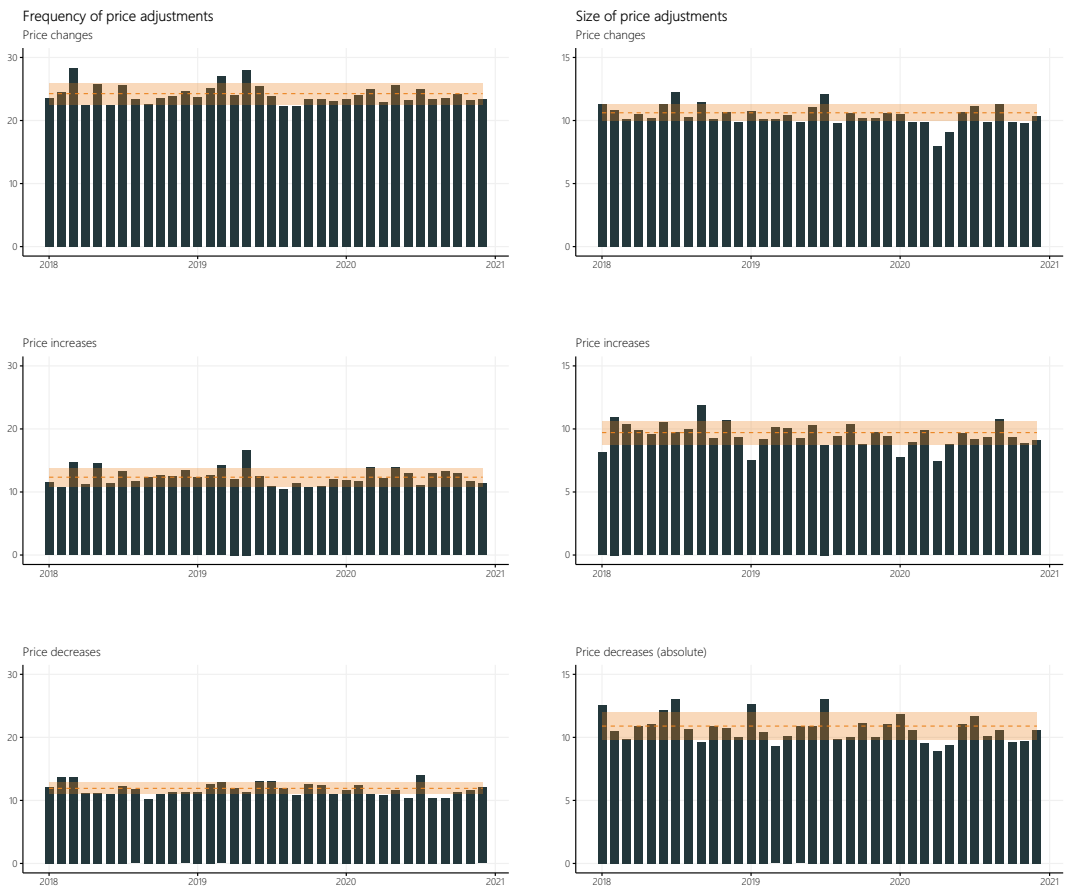 Frequency of price adjustments
Price changes
30
20
10
0
2018 2019 2020 2021
Size of price adjustments
Price changes
15
10
5
0
2018 2019 2020 2021
Price increases
30
20
10
0
2018 2019 2020 2021
Price increases
15
10
5
0
2018 2019 2020 2021
Price decreases
30
20
10
0
2018 2019 2020 2021
Price decreases (absolute)
15
10
5
0
2018 2019 2020 2021